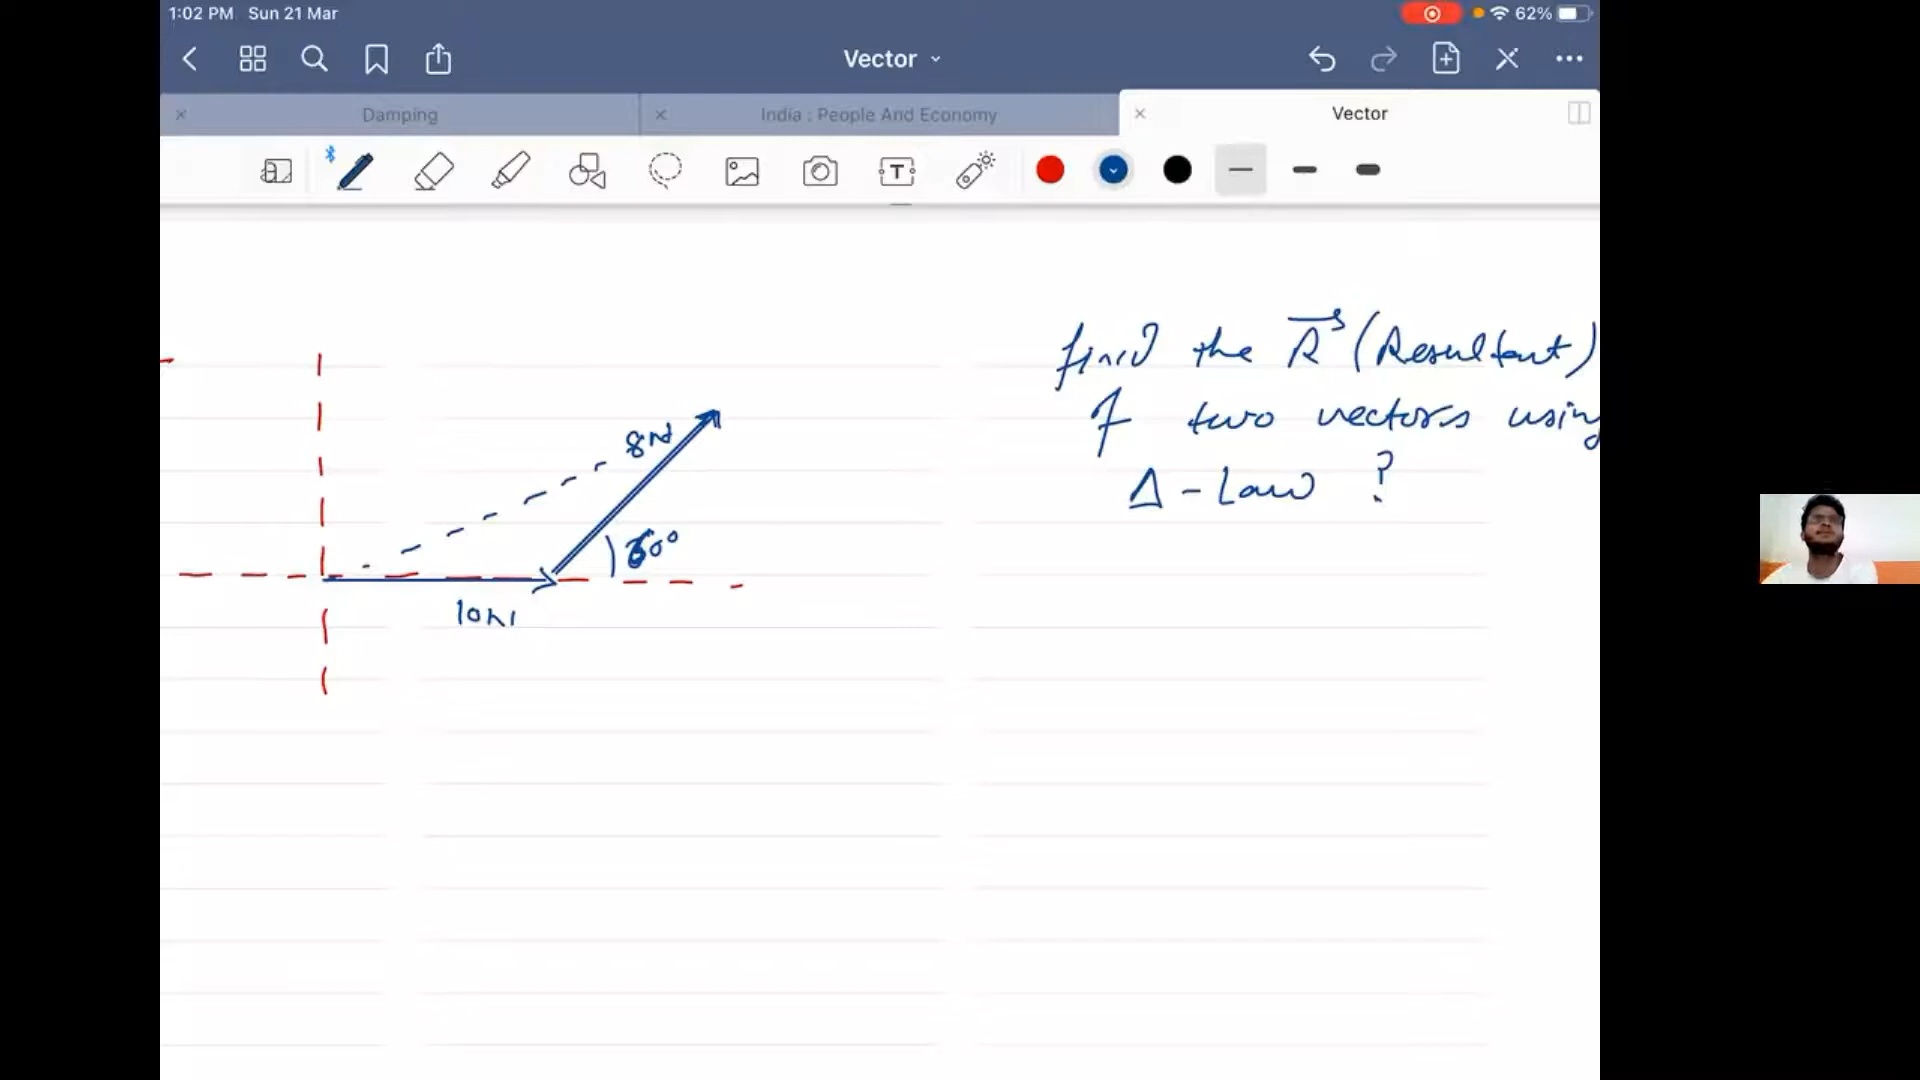 1:02 PM Sun 21 Mar
62%
Vector
Damping
India : People And Economy
Vector
T
find the R (Resultant)
of two vectors using
Δ - Law ?
8N
60°
10N